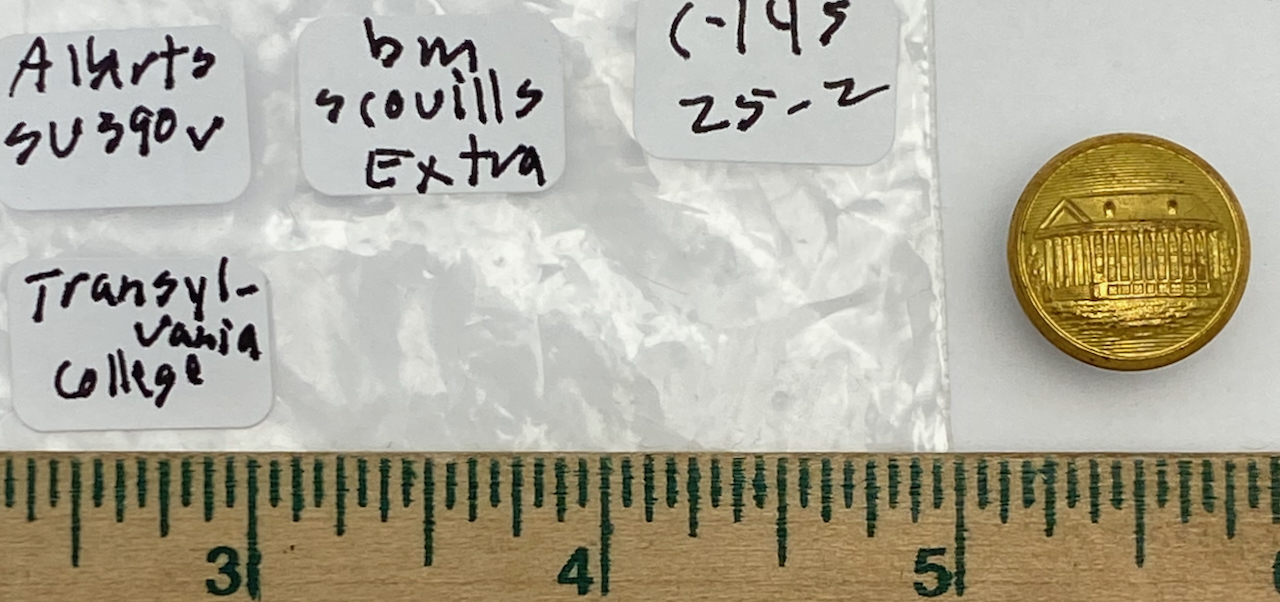 Alberts
SU390v
bm
scovills
Extra
C-145
25-2
Transyl-
vania
College
3
4
5